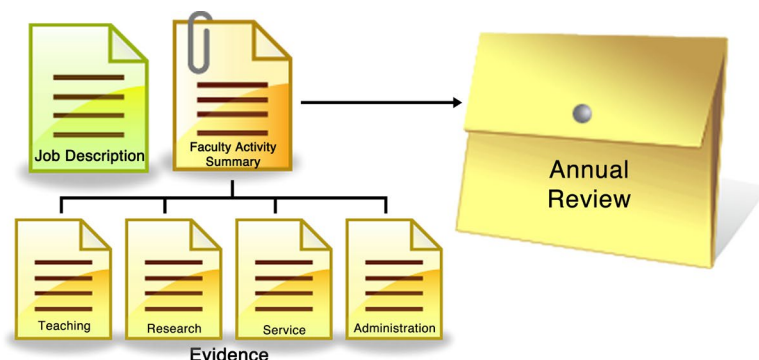 Job Description
Faculty Activity
Summary
Annual
Review
Teaching
Research
Service
Administration
Evidence